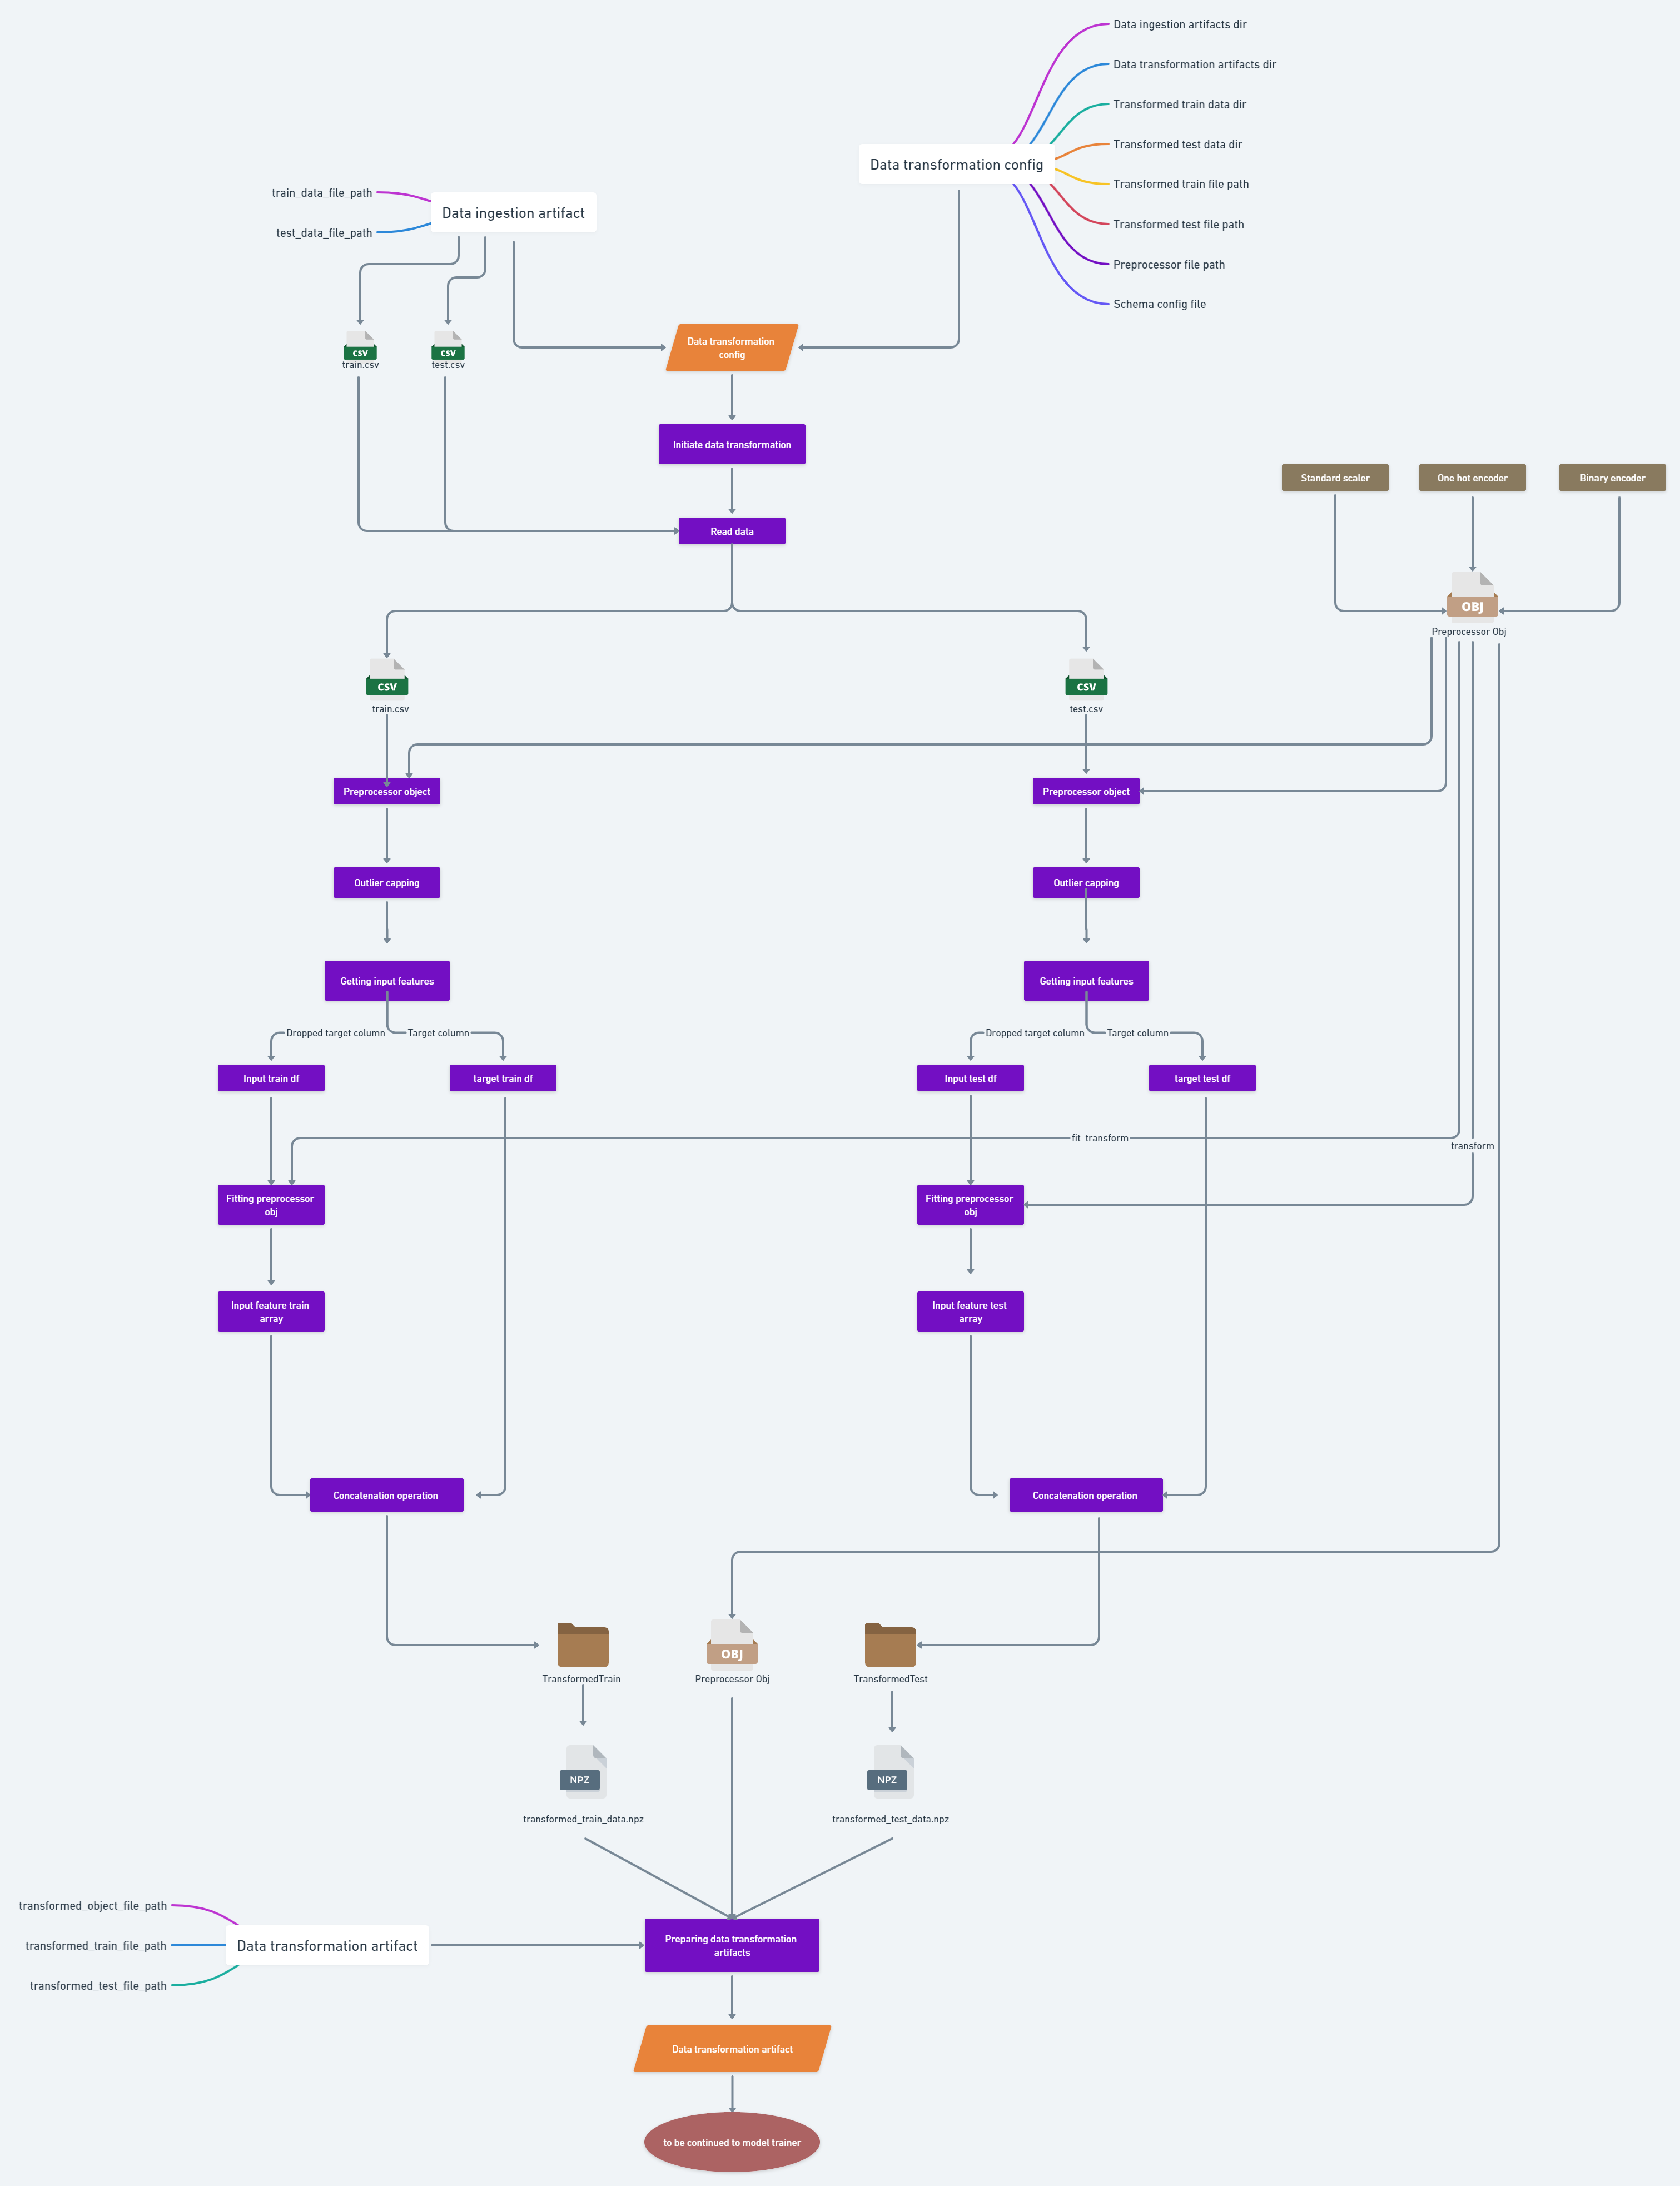 Data ingestion artifacts dir
Data transformation artifacts dir
Transformed train data dir
Transformed test data dir
Data transformation config
Transformed train file path
Transformed test file path
Preprocessor file path
Schema config file
train_data_file_path
Data ingestion artifact
test_data_file_path
CSV
train.csv
CSV
test.csv
Data transformation
config
Initiate data transformation
Standard scaler
One hot encoder
Binary encoder
Read data
OBJ
Preprocessor Obj
CSV
train.csv
CSV
test.csv
Preprocessor object
Preprocessor object
Outlier capping
Outlier capping
Getting input features
Getting input features
Dropped target column
Target column
Dropped target column
Target column
Input train df
target train df
Input test df
target test df
fit_transform
transform
Fitting preprocessor
obj
Fitting preprocessor
obj
Input feature train
array
Input feature test
array
Concatenation operation
Concatenation operation
TransformedTrain
OBJ
Preprocessor Obj
TransformedTest
NPZ
transformed_train_data.npz
NPZ
transformed_test_data.npz
transformed_object_file_path
transformed_train_file_path
transformed_test_file_path
Data transformation artifact
Preparing data transformation
artifacts
Data transformation artifact
to be continued to model trainer